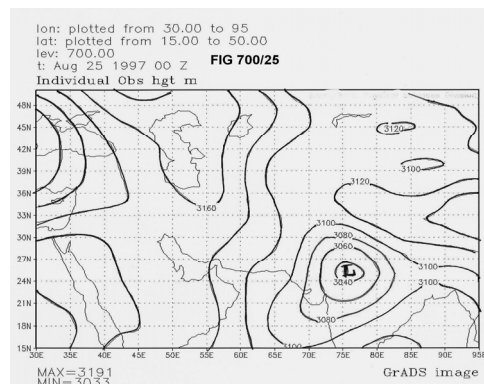 lon: plotted from 30.00 to 95
lat: plotted from 15.00 to 50.00
lev: 700.00
t: Aug 25 1997 00 Z
FIG 700/25
Individual Obs hgt m
48N
45N
42N
39N
36N
33N
30N
27N
24N
21N
18N
15N
3120
3100
3120
3160
3100
3080
3060
L
3040
3100
3100
3080
3100
30E 35E 40E 45E 50E 55E 60E 65E 70E 75E 80E 85E 90E 95E
MAX=3191
GrADS image
MIN=3033